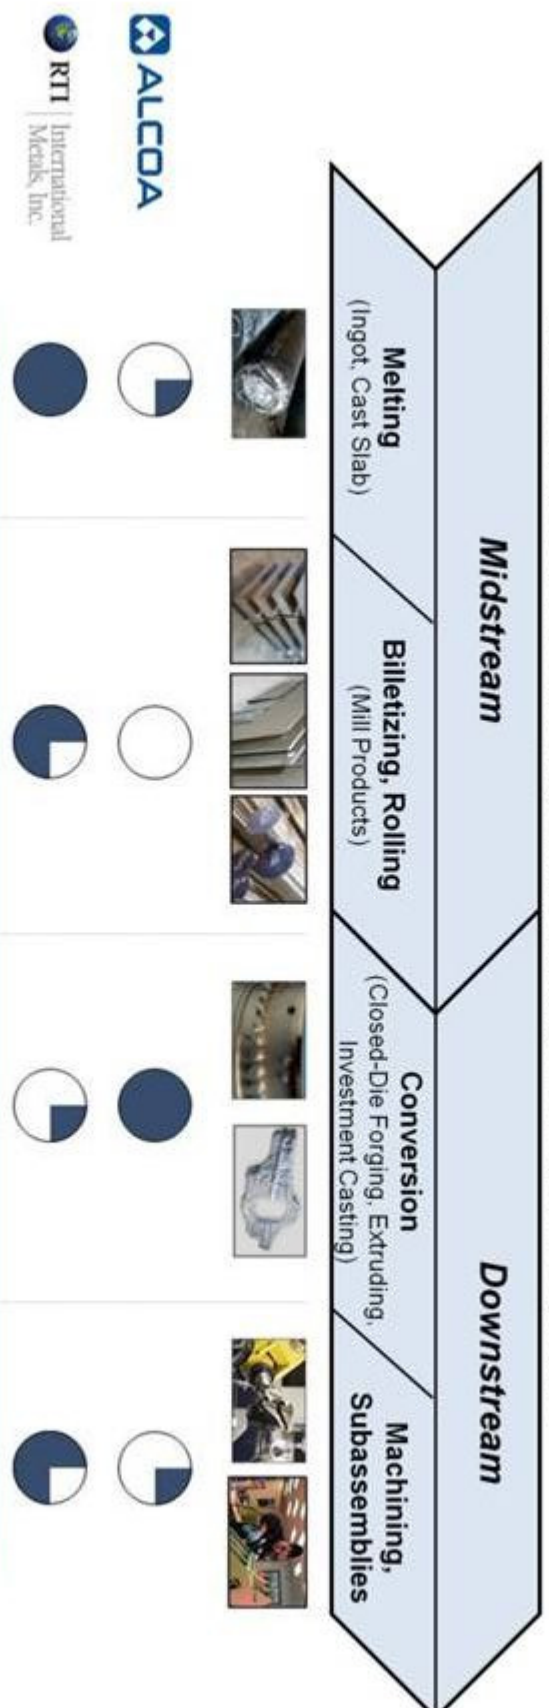 Midstream
Downstream
Melting
(Ingot, Cast Slab)
Billetizing, Rolling
(Mill Products)
Conversion
(Closed-Die Forging, Extruding,
Investment Casting)
Machining,
Subassemblies
ALCOA
RTI International
Metals, Inc.